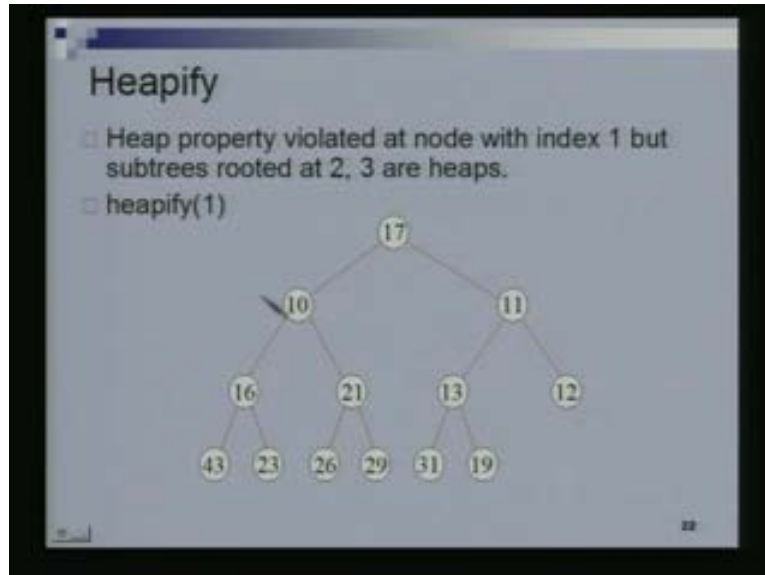 Heapify
Heap property violated at node with index 1 but
subtrees rooted at 2, 3 are heaps.
heapify(1)
17
10 11
16 21 13 12
43 23 26 29 31 19
22